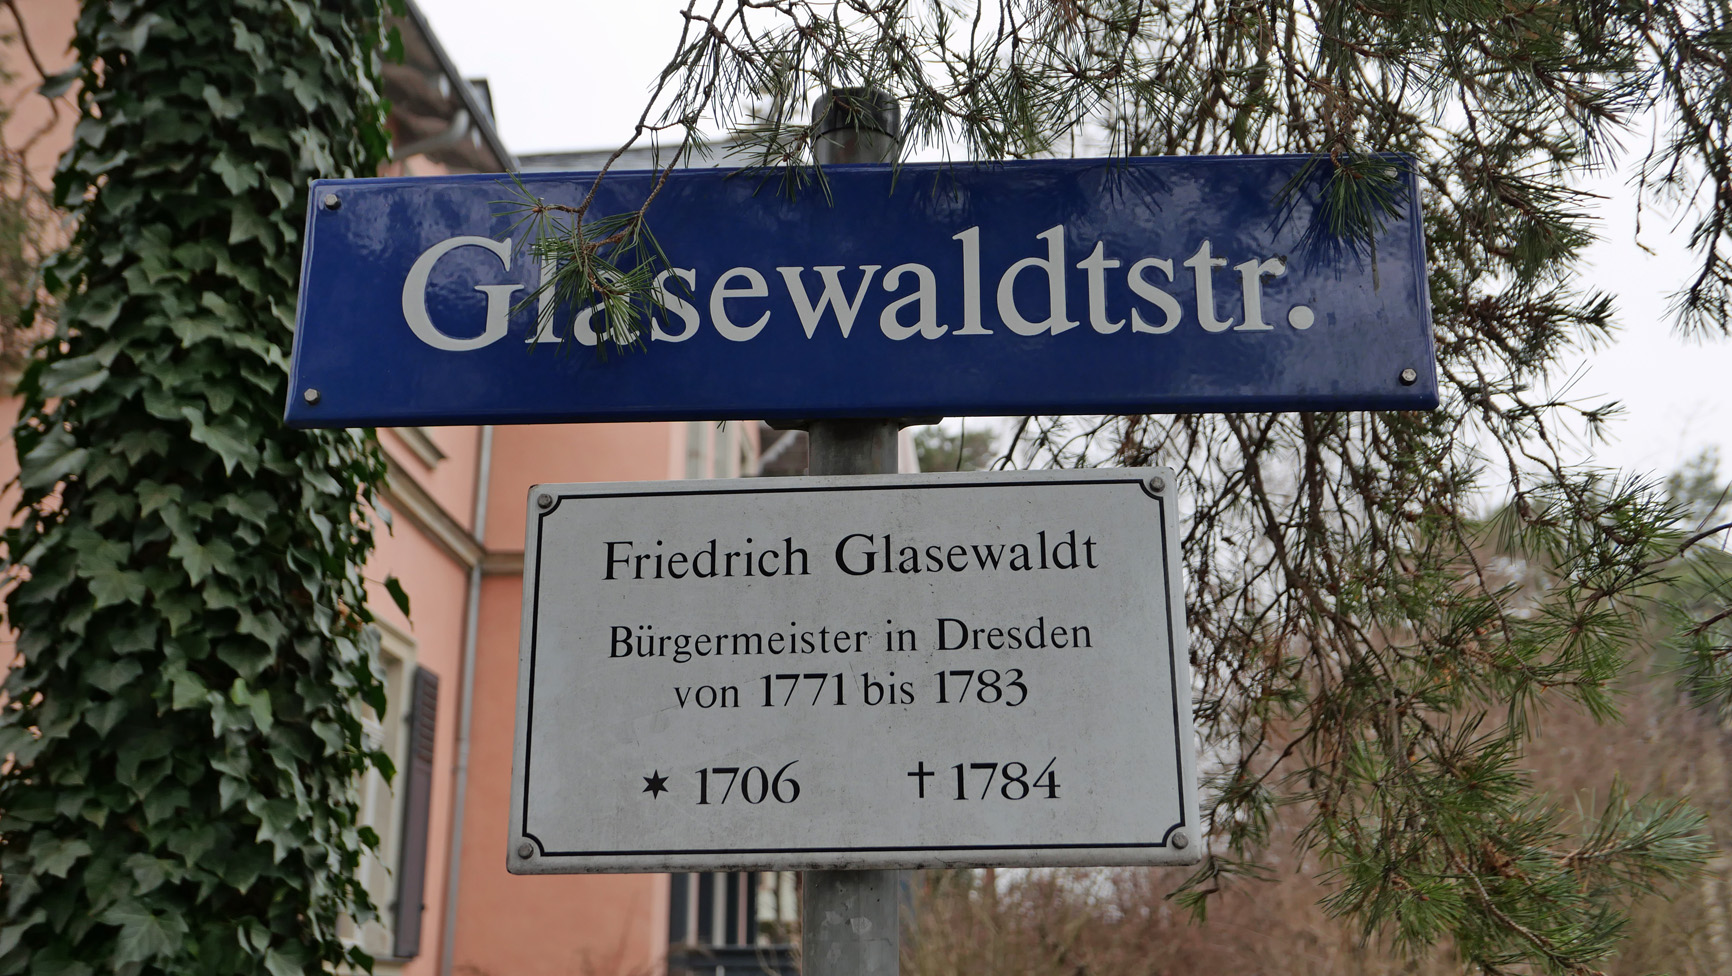 Glasewaldtstr.
Friedrich Glasewaldt
Bürgermeister in Dresden
von 1771 bis 1783
✶ 1706 † 1784